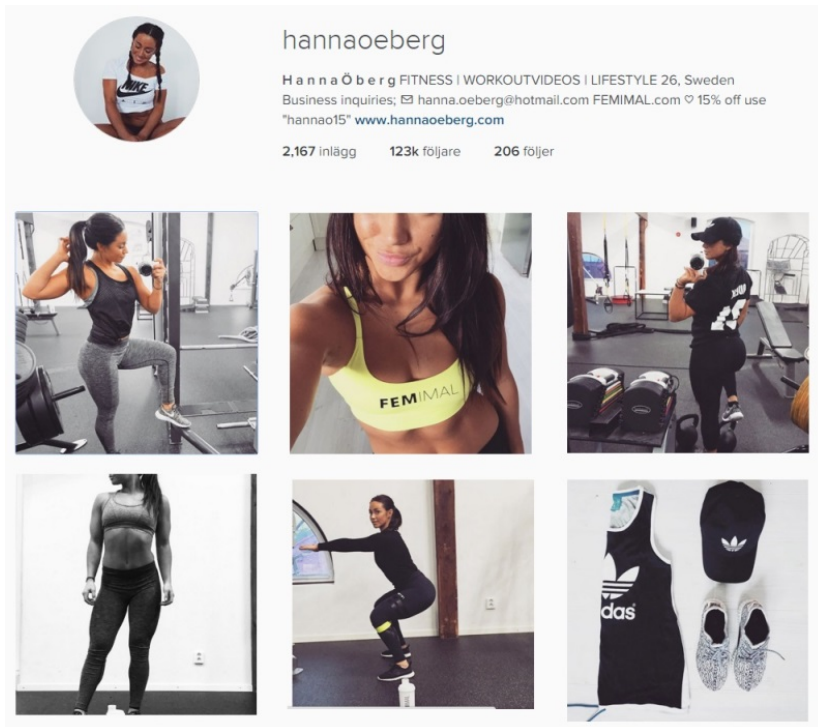 hannaoeberg
H a n n a Ö b e r g FITNESS I WORKOUTVIDEOS I LIFESTYLE 26, Sweden
Business inquiries; ✉ hanna.oeberg@hotmail.com FEMIMAL.com ♡ 15% off use
"hannao15" www.hannaoeberg.com
2,167 inlägg 123k följare 206 följer
NIKE
FEMIMAL
das